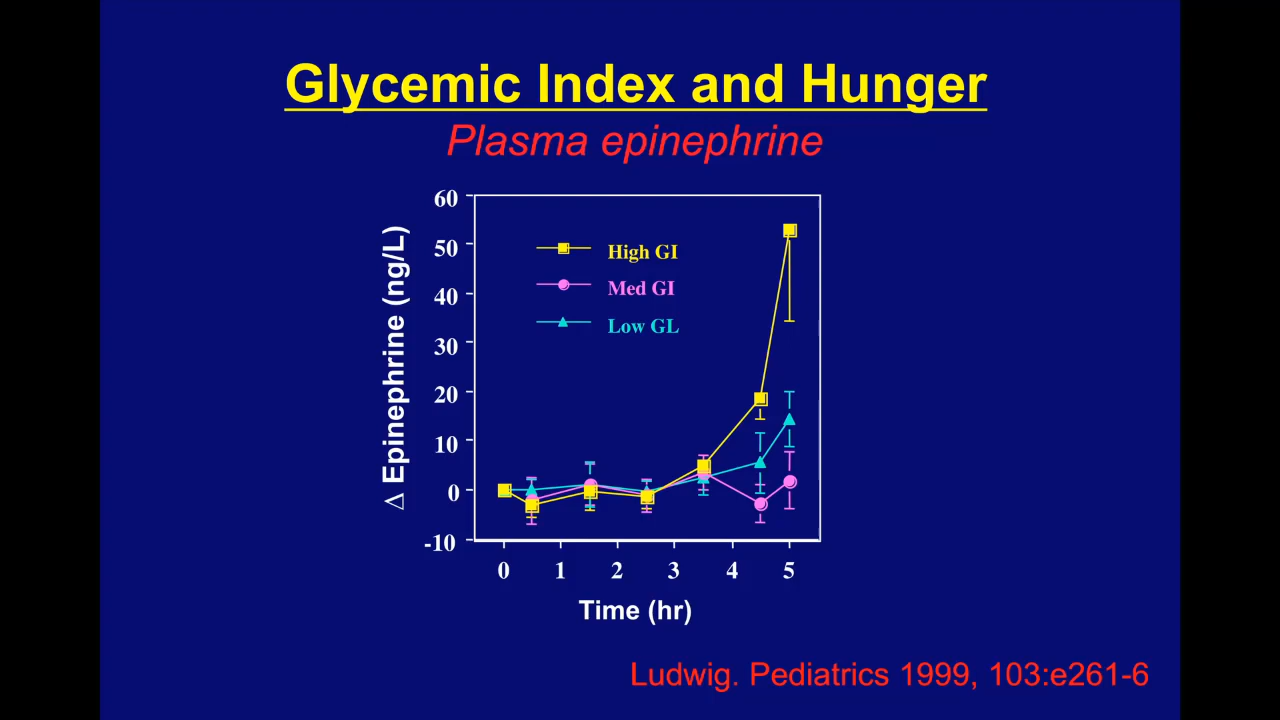 Glycemic Index and Hunger
Plasma epinephrine
Δ Epinephrine (ng/L)
60
50
40
30
20
10
0
-10
High GI
Med GI
Low GL
0 1 2 3 4 5
Time (hr)
Ludwig. Pediatrics 1999, 103:e261-6